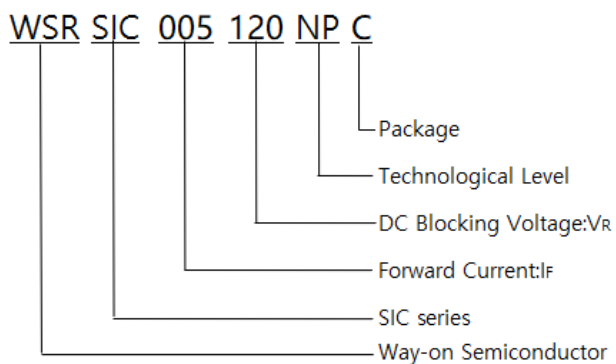 WSR SIC 005 120 NP C
Package
Technological Level
DC Blocking Voltage:VR
Forward Current:IF
SIC series
Way-on Semiconductor